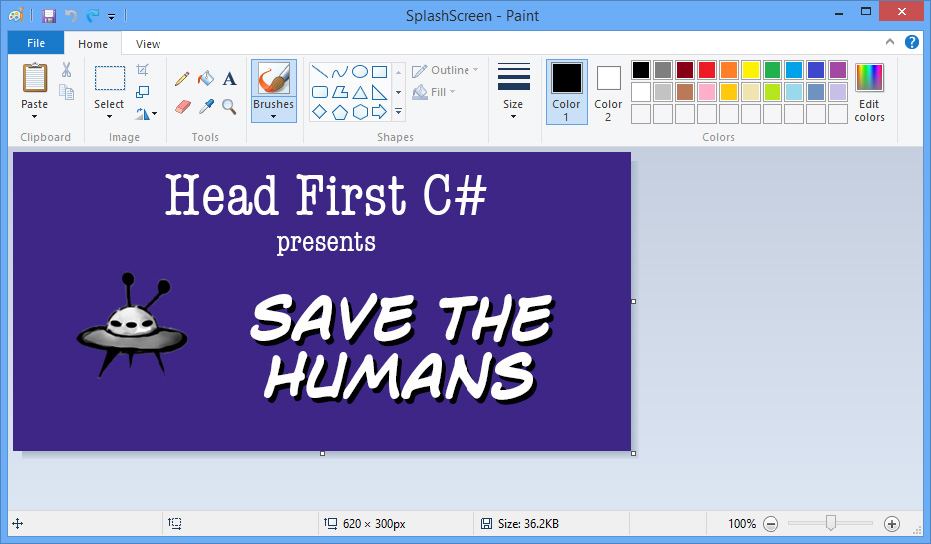 SplashScreen - Paint
File Home View
Paste
Select
Brushes
Outline
Fill
Size
Color 1
Color 2
Edit colors
Clipboard Image Tools Shapes Colors
Head First C#
presents
SAVE THE
HUMANS
620 × 300px Size: 36.2KB 100%